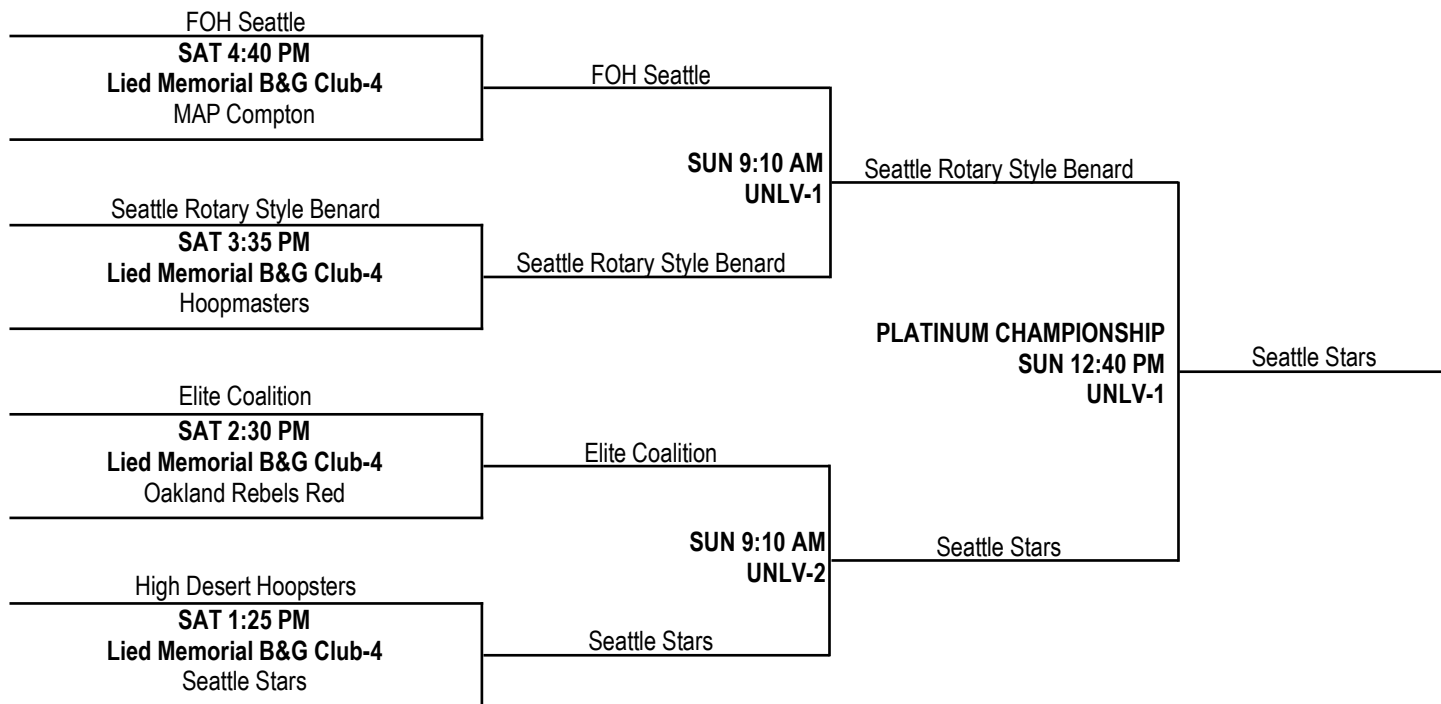 FOH Seattle
SAT 4:40 PM
Lied Memorial B&G Club-4
MAP Compton
FOH Seattle
SUN 9:10 AM
UNLV-1
Seattle Rotary Style Benard
Seattle Rotary Style Benard
SAT 3:35 PM
Lied Memorial B&G Club-4
Hoopmasters
Seattle Rotary Style Benard
PLATINUM CHAMPIONSHIP
SUN 12:40 PM
UNLV-1
Seattle Stars
Elite Coalition
SAT 2:30 PM
Lied Memorial B&G Club-4
Oakland Rebels Red
Elite Coalition
SUN 9:10 AM
UNLV-2
Seattle Stars
High Desert Hoopsters
SAT 1:25 PM
Lied Memorial B&G Club-4
Seattle Stars
Seattle Stars